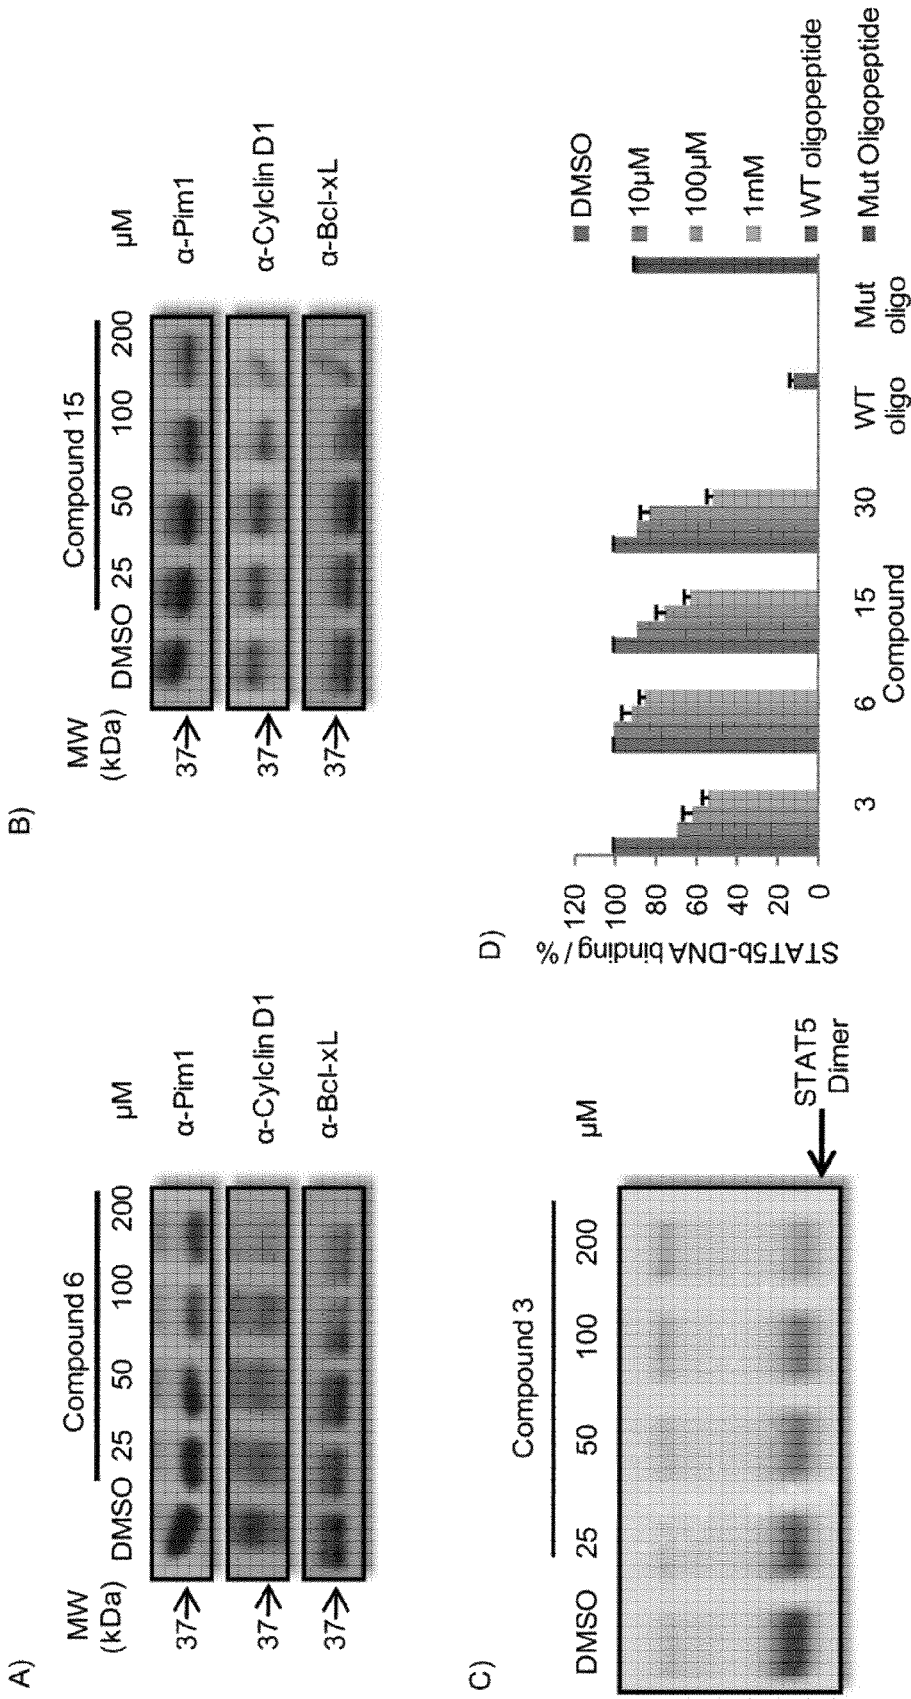 A)
Compound 6
MW
(kDa)
DMSO 25 50 100 200 µM
37
α-Pim1
37
α-Cylclin D1
37
α-Bcl-xL
B)
Compound 15
MW
(kDa)
DMSO 25 50 100 200 µM
37
α-Pim1
37
α-Cylclin D1
37
α-Bcl-xL
C)
Compound 3
DMSO 25 50 100 200 µM
STAT5
Dimer
D)
STAT5b-DNA binding / %
120
100
80
60
40
20
0
3 6 15 30 WT oligo Mut oligo
Compound
DMSO
10µM
100µM
1mM
WT oligopeptide
Mut Oligopeptide